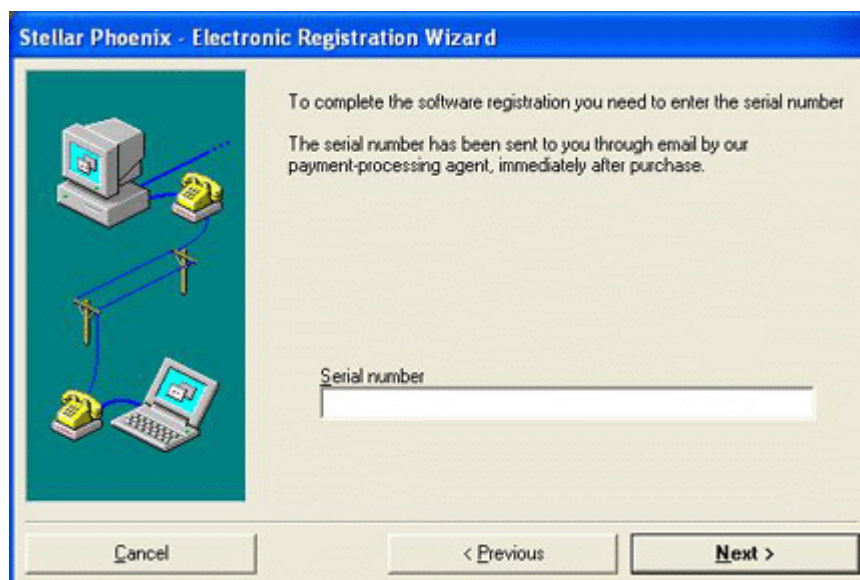 Stellar Phoenix - Electronic Registration Wizard
To complete the software registration you need to enter the serial number
The serial number has been sent to you through email by our
payment-processing agent, immediately after purchase.
Serial number
Cancel
< Previous
Next >